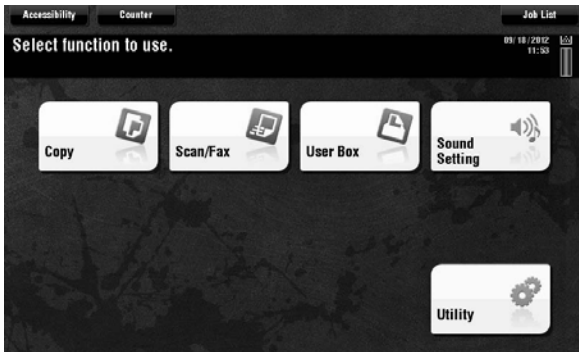 Accessibility
Counter
Job List
Select function to use.
09/18/2012
11:53
Copy
Scan/Fax
User Box
Sound
Setting
Utility